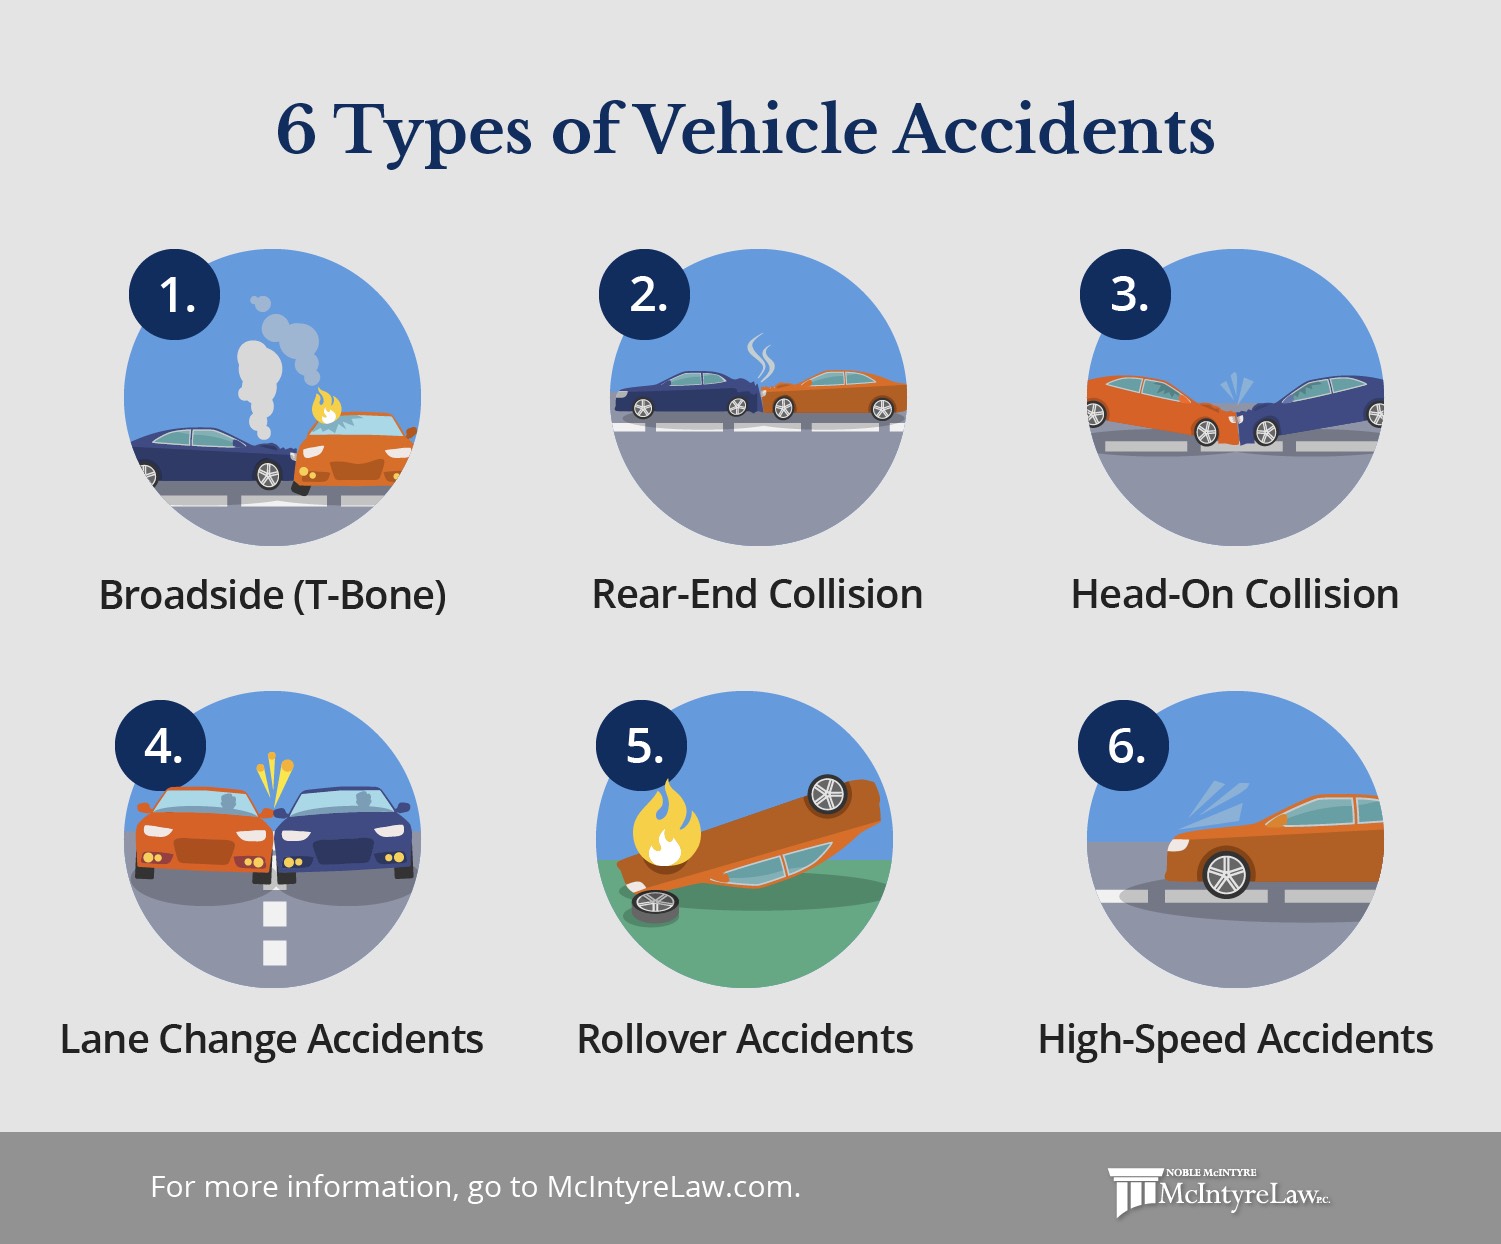 6 Types of Vehicle Accidents
1.
2.
3.
Broadside (T-Bone)
Rear-End Collision
Head-On Collision
4.
5.
6.
Lane Change Accidents
Rollover Accidents
High-Speed Accidents
For more information, go to McIntyreLaw.com.
NOBLE McINTYRE
McIntyreLaw P.C.